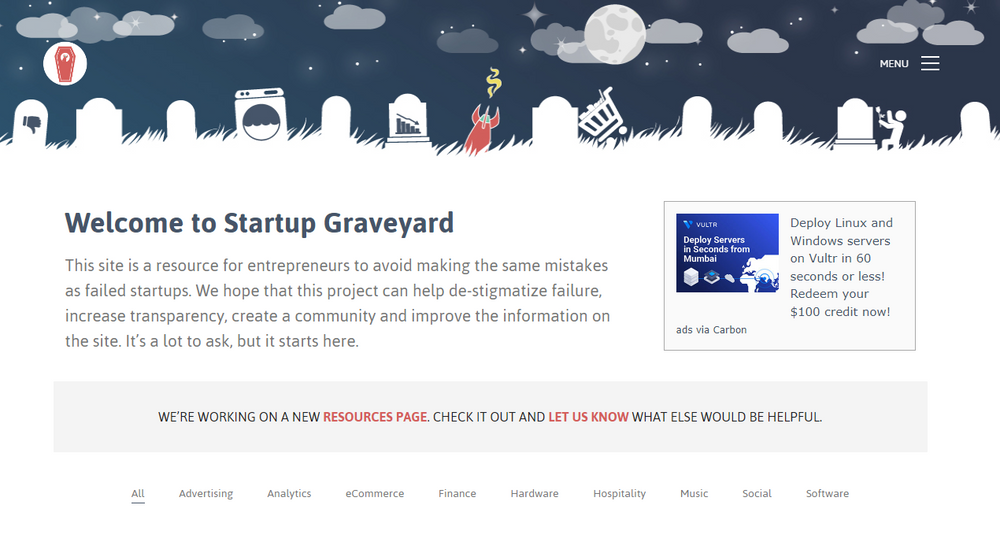 MENU
Welcome to Startup Graveyard
This site is a resource for entrepreneurs to avoid making the same mistakes
as failed startups. We hope that this project can help de-stigmatize failure,
increase transparency, create a community and improve the information on
the site. It's a lot to ask, but it starts here.
VULTR
Deploy Servers
in Seconds from
Mumbai
Deploy Linux and
Windows servers
on Vultr in 60
seconds or less!
Redeem your
$100 credit now!
ads via Carbon
WE'RE WORKING ON A NEW RESOURCES PAGE. CHECK IT OUT AND LET US KNOW WHAT ELSE WOULD BE HELPFUL.
All Advertising Analytics eCommerce Finance Hardware Hospitality Music Social Software